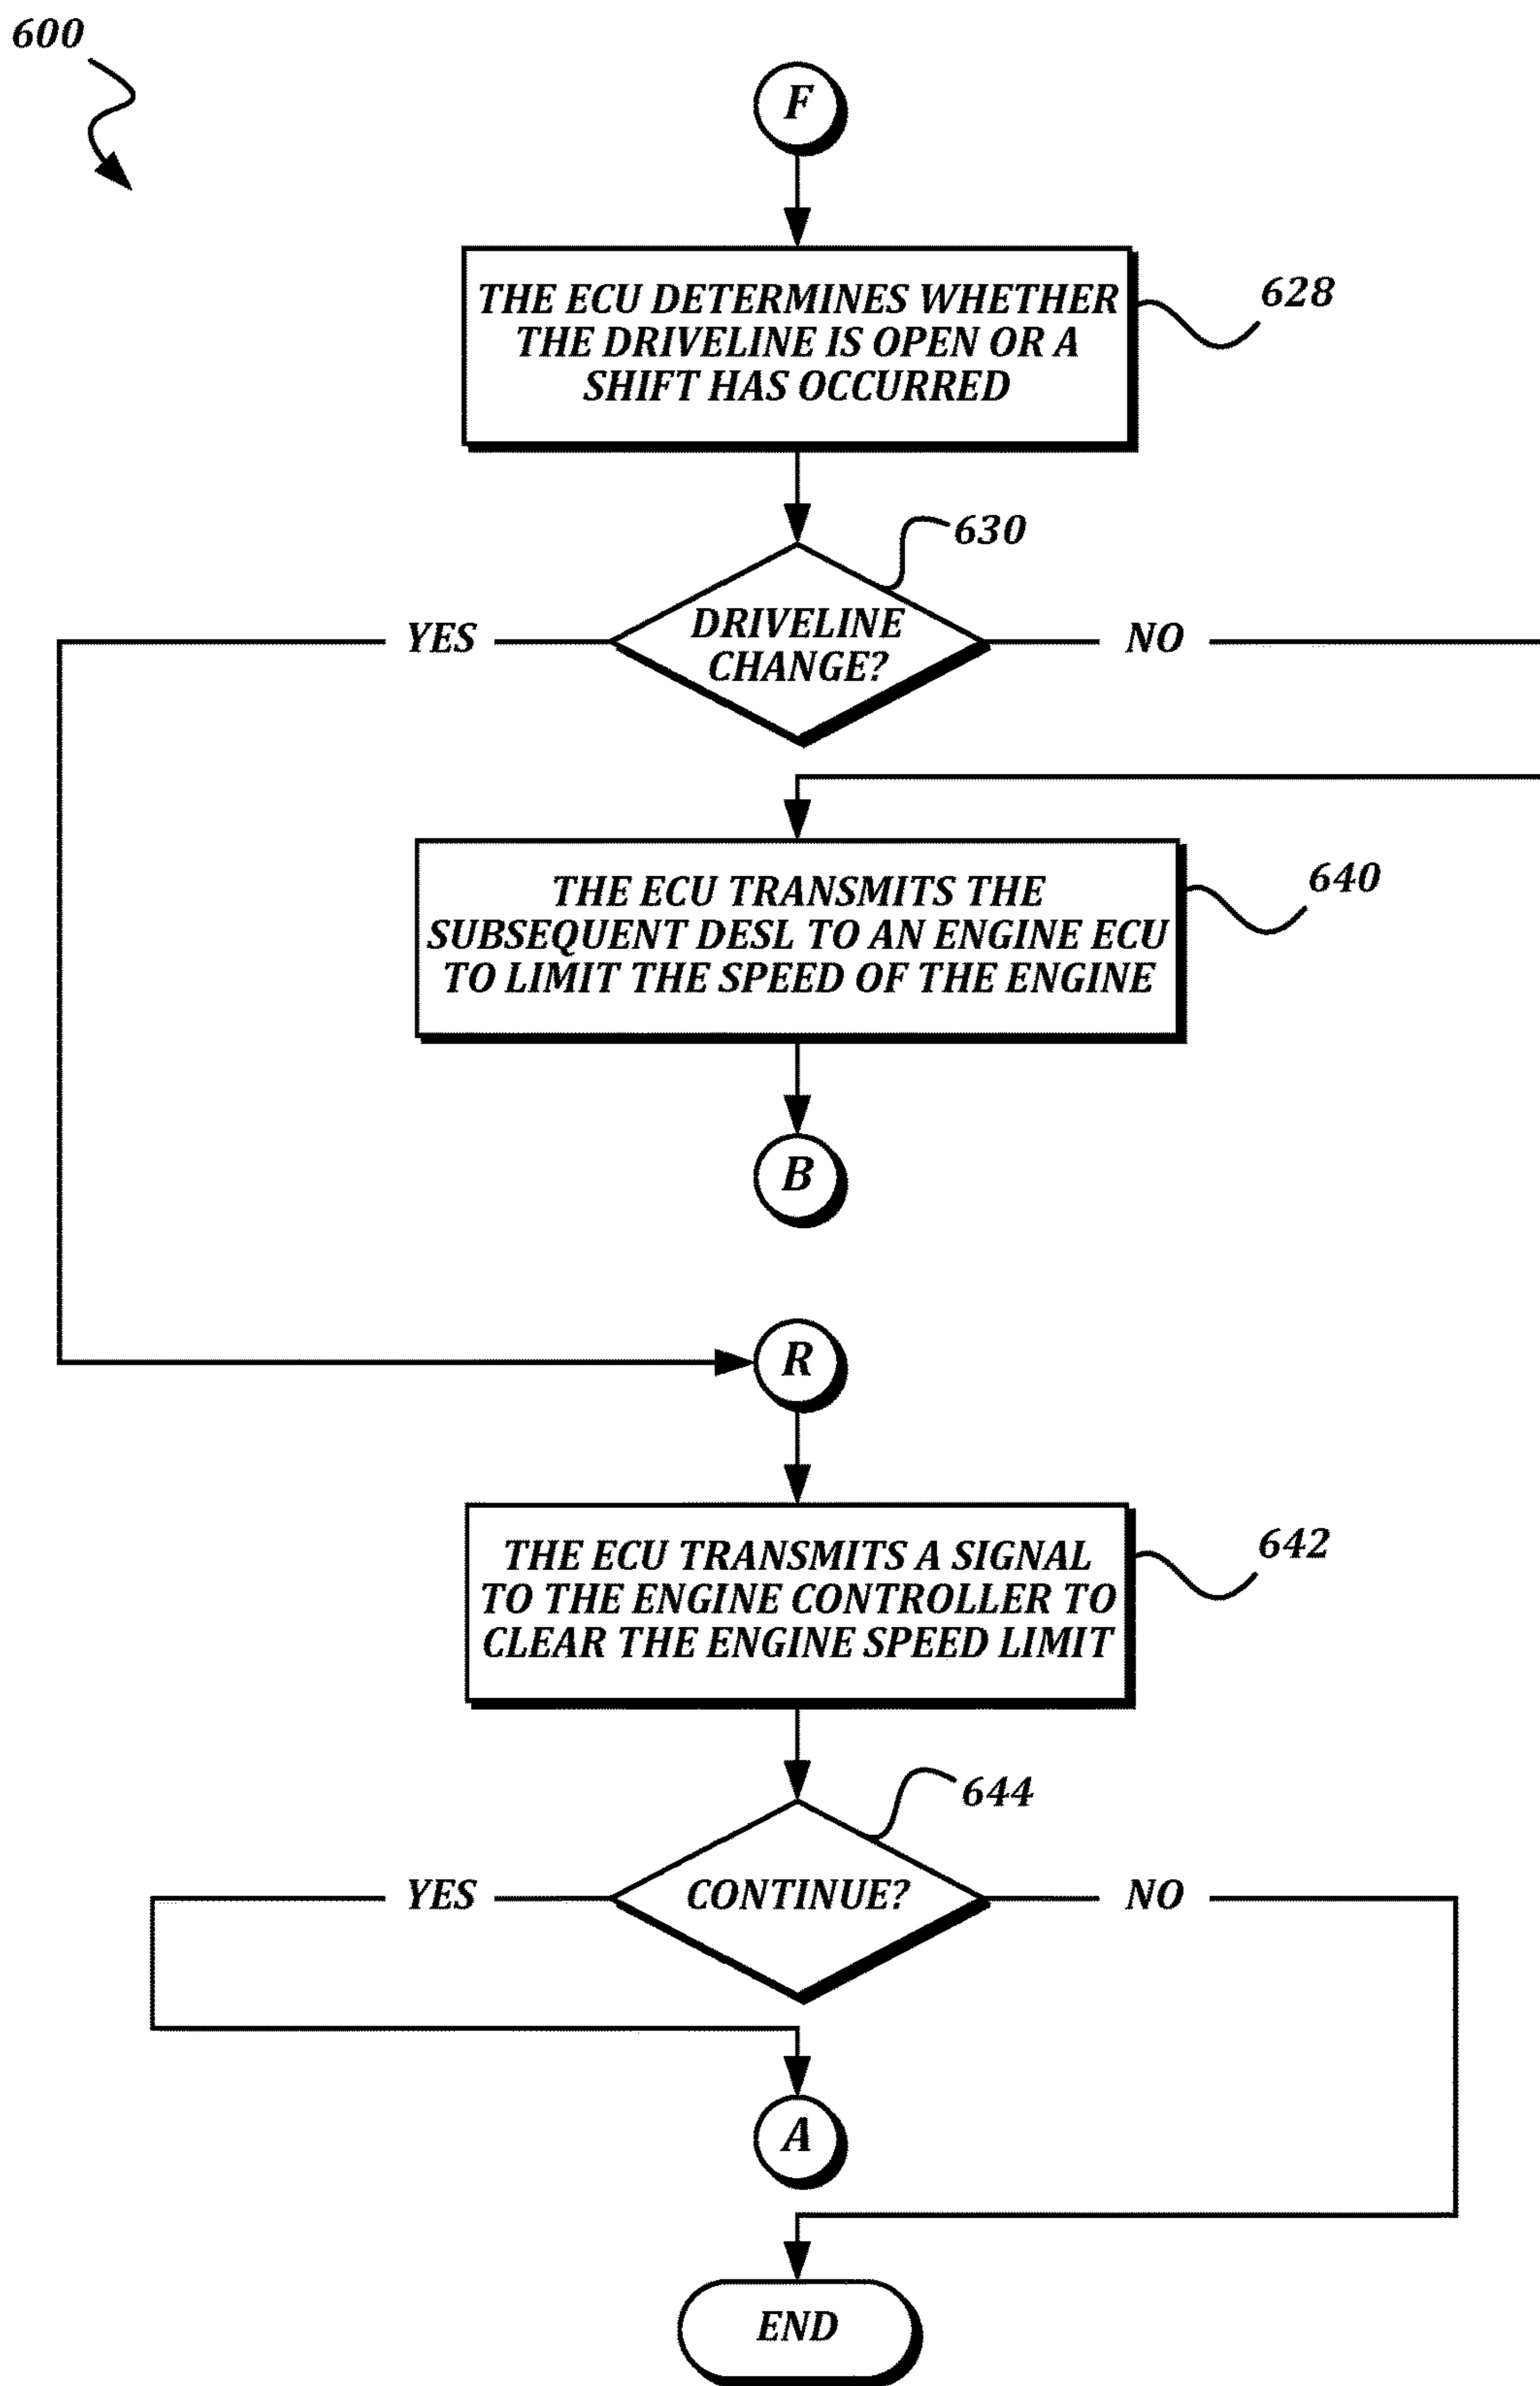 600
F
THE ECU DETERMINES WHETHER
THE DRIVELINE IS OPEN OR A
SHIFT HAS OCCURRED
628
630
DRIVELINE
CHANGE?
YES
NO
THE ECU TRANSMITS THE
SUBSEQUENT DESL TO AN ENGINE ECU
TO LIMIT THE SPEED OF THE ENGINE
640
B
R
THE ECU TRANSMITS A SIGNAL
TO THE ENGINE CONTROLLER TO
CLEAR THE ENGINE SPEED LIMIT
642
644
YES
CONTINUE?
NO
A
END